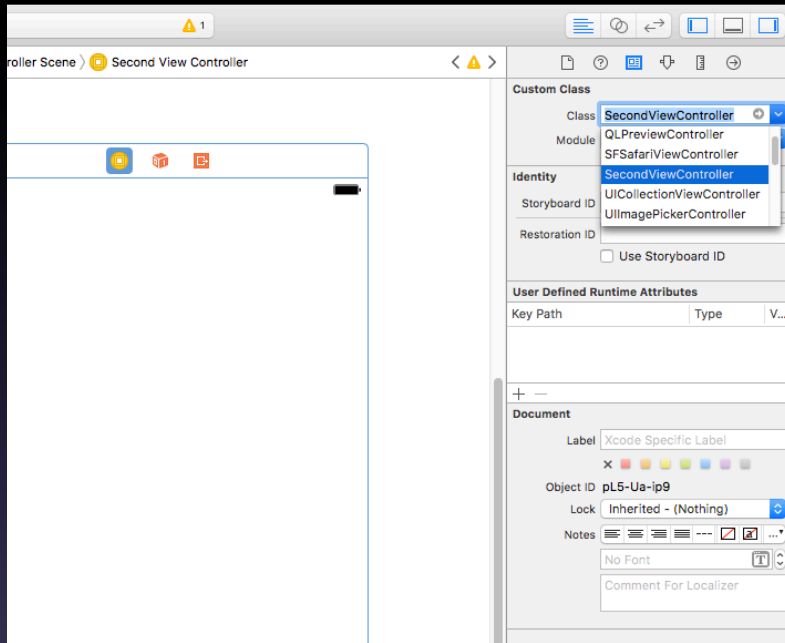 1
roller Scene 〉 Second View Controller
Custom Class
Class SecondViewController
QLPreviewController
SFSafariViewController
SecondViewController
UICollectionViewController
UIImagePickerController
Module
Identity
Storyboard ID
Restoration ID
Use Storyboard ID
User Defined Runtime Attributes
Key Path Type V...
Document
Label Xcode Specific Label
Object ID pL5-Ua-ip9
Lock Inherited - (Nothing)
Notes
No Font
Comment For Localizer